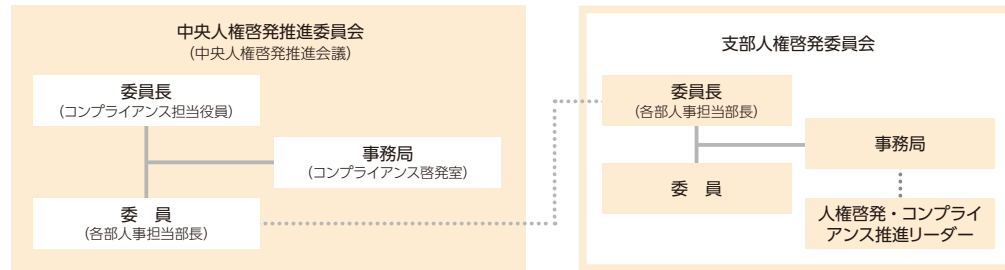 中央人権啓発推進委員会
（中央人権啓発推進会議）
委員長
（コンプライアンス担当役員）
事務局
（コンプライアンス啓発室）
委　員
（各部人事担当部長）
支部人権啓発委員会
委員長
（各部人事担当部長）
事務局
委　員
人権啓発・コンプライ
アンス推進リーダー